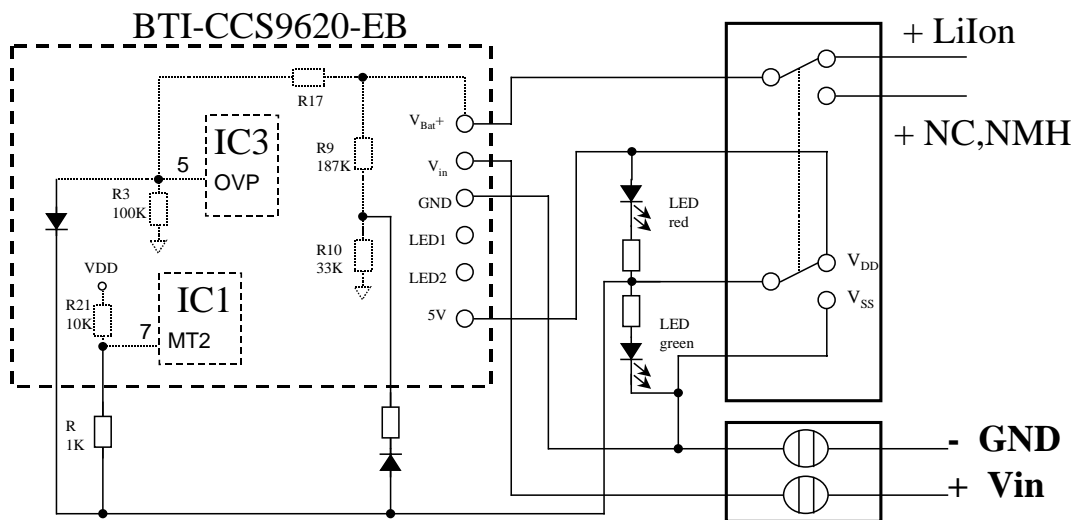 BTI-CCS9620-EB
+ LiIon
+ NC,NMH
R17
VBat+
IC3
5
OVP
R9
187K
Vin
R3
100K
GND
LED
red
LED1
R10
33K
VDD
VDD
LED2
IC1
R21
10K
VSS
5V
7
MT2
LED
green
R
1K
- GND
+ Vin